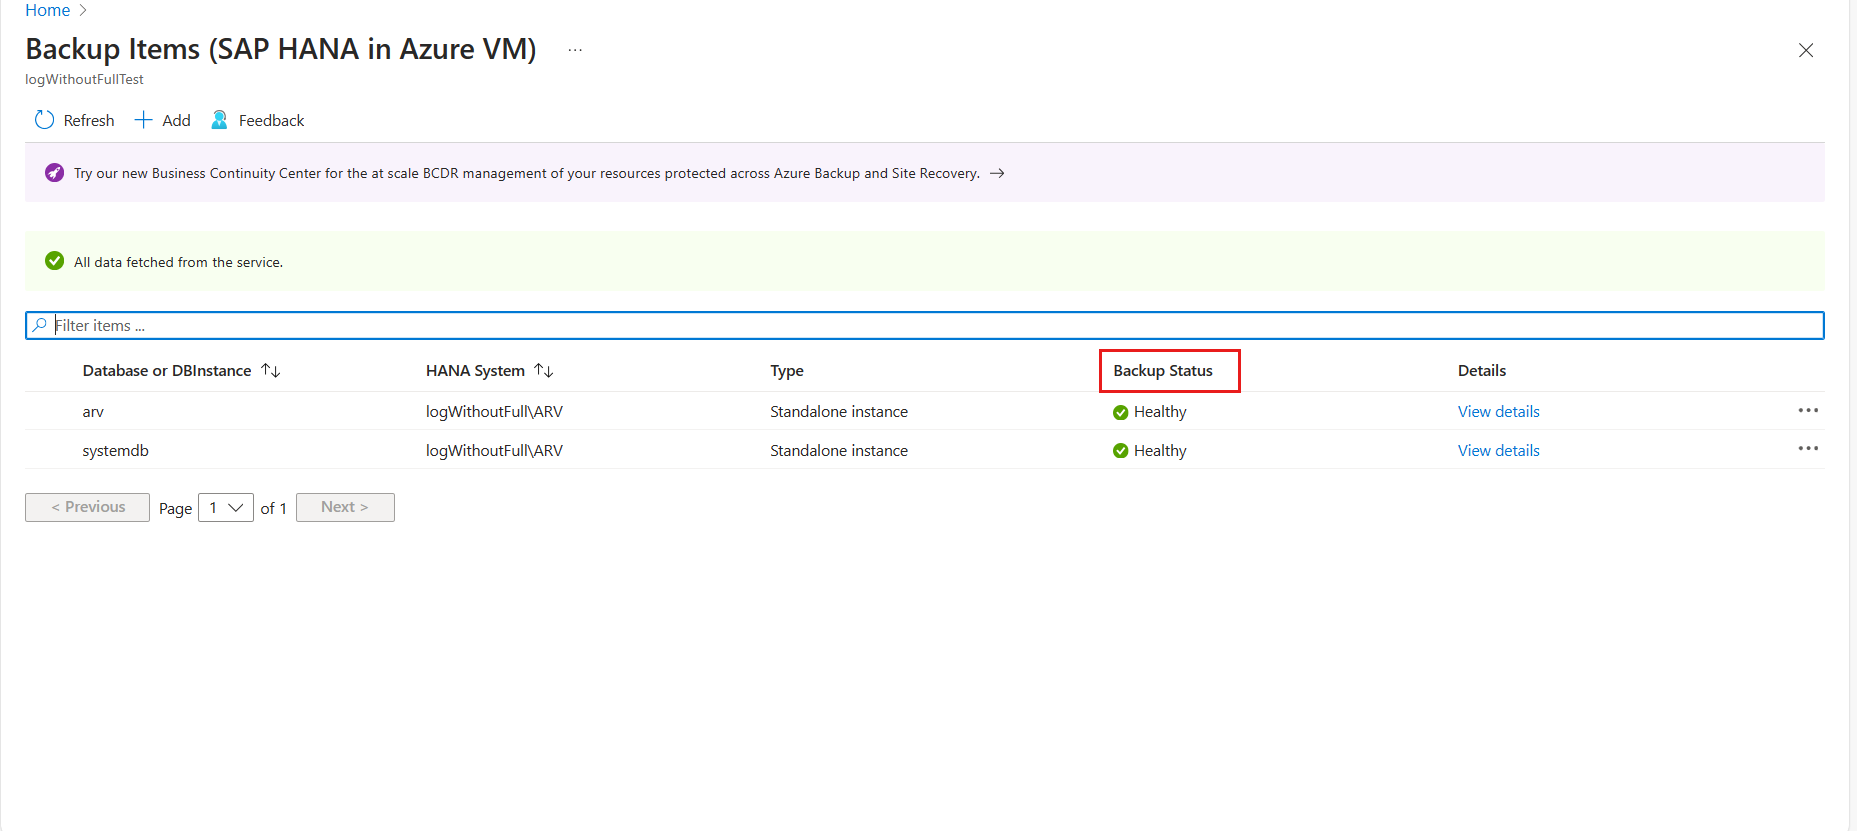 Home >
Backup Items (SAP HANA in Azure VM) ...
logWithoutFullTest
Refresh + Add Feedback
Try our new Business Continuity Center for the at scale BCDR management of your resources protected across Azure Backup and Site Recovery. →
All data fetched from the service.
Filter items ...
Database or DBInstance ↑↓ HANA System ↑↓ Type Backup Status Details
arv logWithoutFull\ARV Standalone instance Healthy View details ...
systemdb logWithoutFull\ARV Standalone instance Healthy View details ...
< Previous Page 1 of 1 Next >